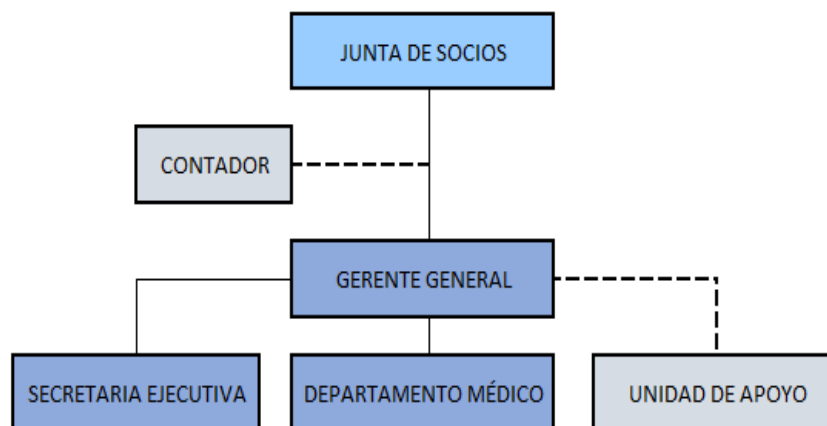 JUNTA DE SOCIOS
CONTADOR
GERENTE GENERAL
SECRETARIA EJECUTIVA
DEPARTAMENTO MÉDICO
UNIDAD DE APOYO